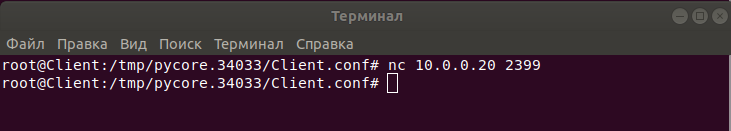 Терминал
Файл Правка Вид Поиск Терминал Справка
root@Client:/tmp/pycore.34033/Client.conf# nc 10.0.0.20 2399
root@Client:/tmp/pycore.34033/Client.conf#